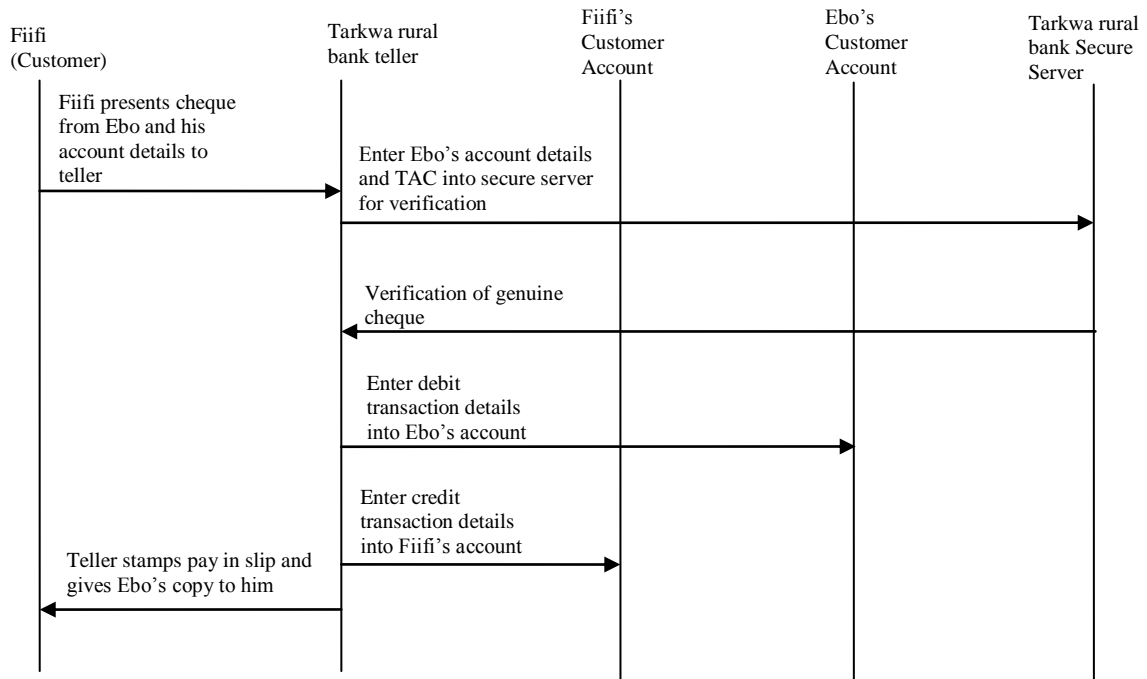 Fiifi
(Customer)
Tarkwa rural
bank teller
Fiifi’s
Customer
Account
Ebo’s
Customer
Account
Tarkwa rural
bank Secure
Server
Fiifi presents cheque
from Ebo and his
account details to
teller
Enter Ebo’s account details
and TAC into secure server
for verification
Verification of genuine
cheque
Enter debit
transaction details
into Ebo’s account
Enter credit
transaction details
into Fiifi’s account
Teller stamps pay in slip and
gives Ebo’s copy to him